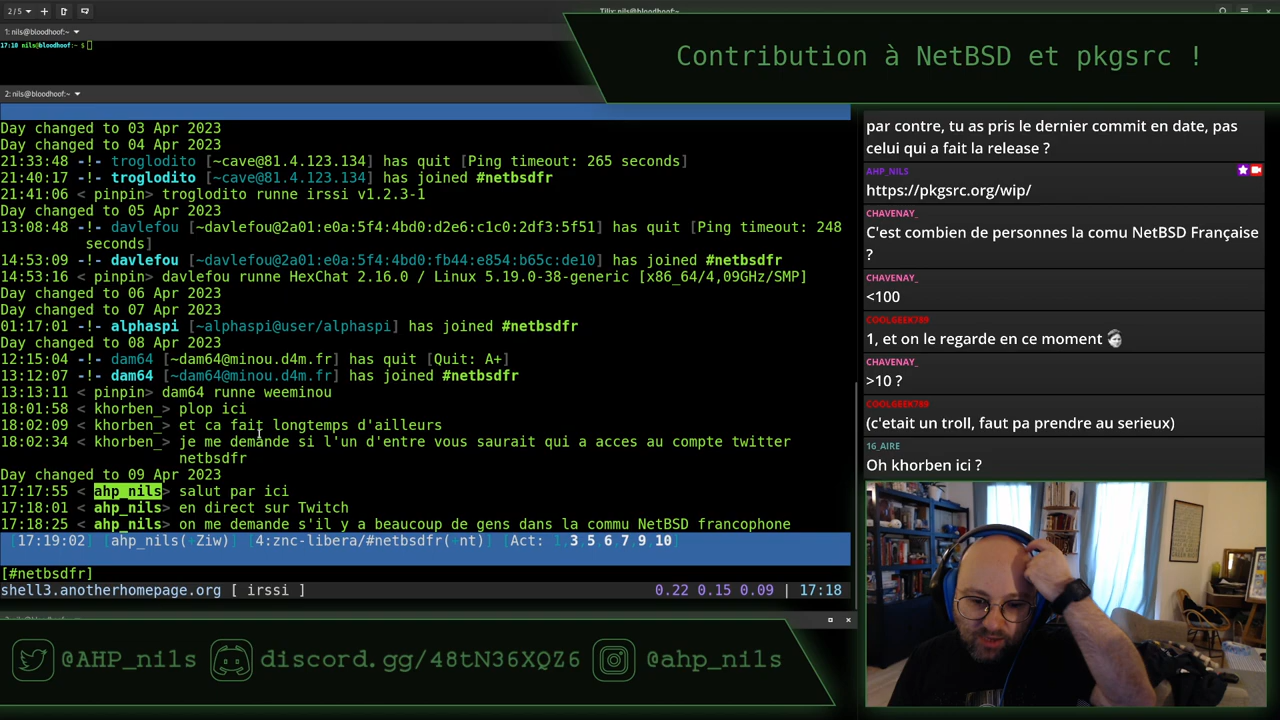 2 / 5
Tilix: nils@bloodhoof:~
1: nils@bloodhoof:~
17:18 nils@bloodhoof:~ $
Contribution à NetBSD et pkgsrc !
2: nils@bloodhoof:~
Day changed to 03 Apr 2023
Day changed to 04 Apr 2023
21:33:48 -!- troglodito [~cave@81.4.123.134] has quit [Ping timeout: 265 seconds]
21:40:17 -!- troglodito [~cave@81.4.123.134] has joined #netbsdfr
21:41:06 < pinpin> troglodito runne irssi v1.2.3-1
Day changed to 05 Apr 2023
13:08:48 -!- davlefou [~davlefou@2a01:e0a:5f4:4bd0:d2e6:c1c0:2df3:5f51] has quit [Ping timeout: 248
seconds]
14:53:09 -!- davlefou [~davlefou@2a01:e0a:5f4:4bd0:fb44:e854:b65c:de10] has joined #netbsdfr
14:53:16 < pinpin> davlefou runne HexChat 2.16.0 / Linux 5.19.0-38-generic [x86_64/4,09GHz/SMP]
Day changed to 06 Apr 2023
Day changed to 07 Apr 2023
01:17:01 -!- alphaspi [~alphaspi@user/alphaspi] has joined #netbsdfr
Day changed to 08 Apr 2023
12:15:04 -!- dam64 [~dam64@minou.d4m.fr] has quit [Quit: A+]
13:12:07 -!- dam64 [~dam64@minou.d4m.fr] has joined #netbsdfr
13:13:11 < pinpin> dam64 runne weeminou
18:01:58 < khorben_> plop ici
18:02:09 < khorben_> et ca fait longtemps d'ailleurs
18:02:34 < khorben_> je me demande si l'un d'entre vous saurait qui a acces au compte twitter
netbsdfr
Day changed to 09 Apr 2023
17:17:55 < ahp_nils> salut par ici
17:18:01 < ahp_nils> en direct sur Twitch
17:18:25 < ahp_nils> on me demande s'il y a beaucoup de gens dans la commu NetBSD francophone
[17:19:02] [ahp_nils(+Ziw)] [4:znc-libera/#netbsdfr(+nt)] [Act: 1,3,5,6,7,9,10]
[#netbsdfr]
shell3.anotherhomepage.org [ irssi ] 0.22 0.15 0.09 | 17:18
par contre, tu as pris le dernier commit en date, pas
celui qui a fait la release ?
AHP_NILS
https://pkgsrc.org/wip/
CHAVENAY_
C'est combien de personnes la comu NetBSD Française
?
CHAVENAY_
<100
COOLGEEK789
1, et on le regarde en ce moment
CHAVENAY_
>10 ?
COOLGEEK789
(c'etait un troll, faut pa prendre au serieux)
16_AIRE
Oh khorben ici ?
@AHP_nils
discord.gg/48tN36XQZ6
@ahp_nils